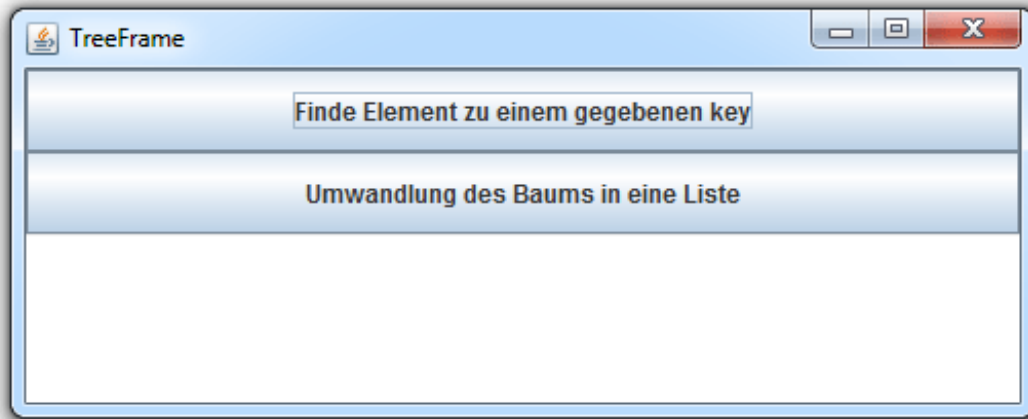 TreeFrame
Finde Element zu einem gegebenen key
Umwandlung des Baums in eine Liste